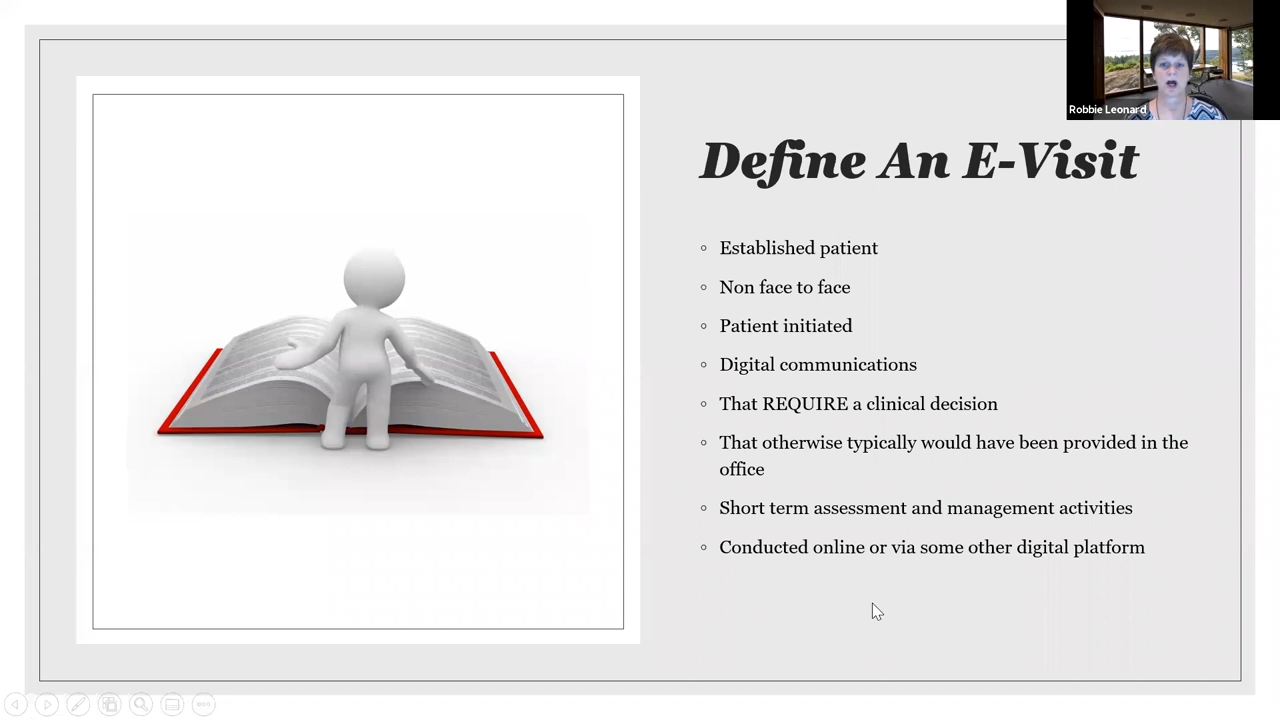 Robbie Leonard
Define An E-Visit
Established patient
Non face to face
Patient initiated
Digital communications
That REQUIRE a clinical decision
That otherwise typically would have been provided in the
office
Short term assessment and management activities
Conducted online or via some other digital platform